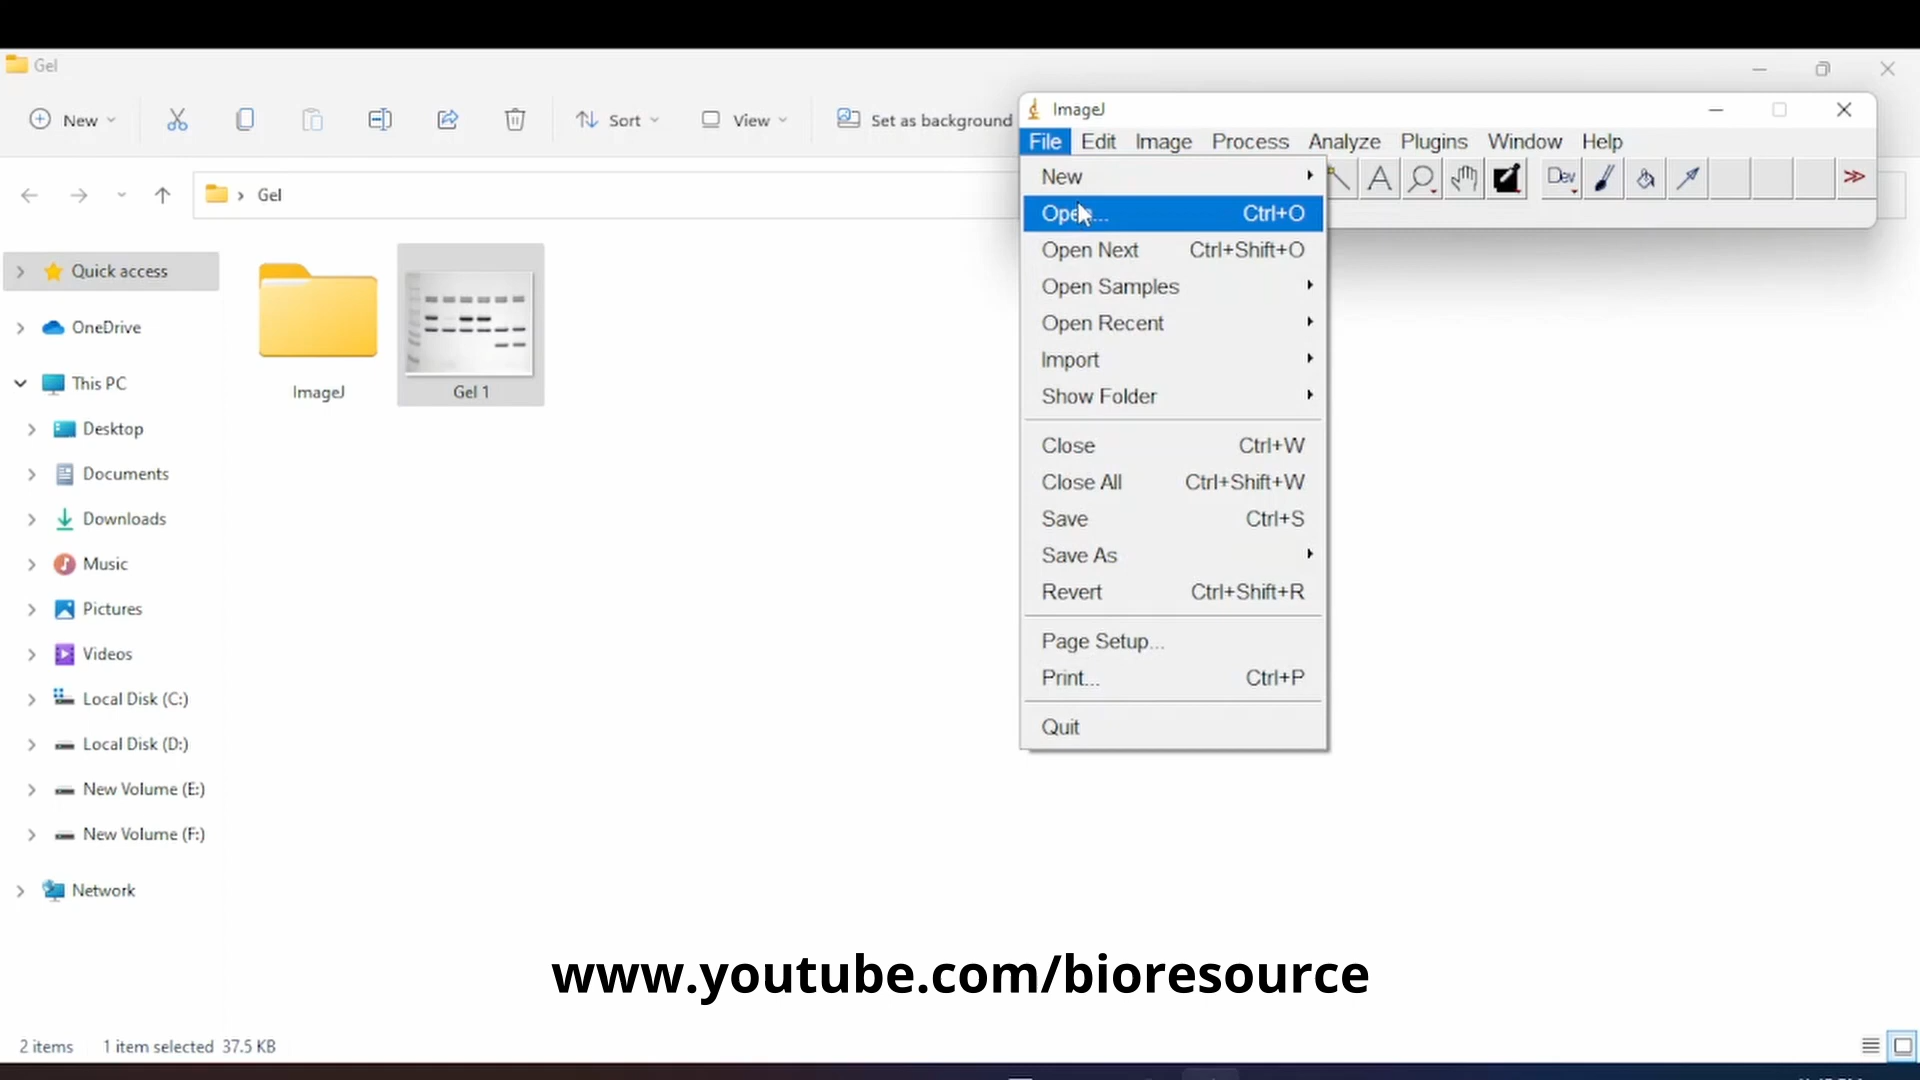 Gel
New
Sort
View
Set as background
Gel
Quick access
OneDrive
This PC
Desktop
Documents
Downloads
Music
Pictures
Videos
Local Disk (C:)
Local Disk (D:)
New Volume (E:)
New Volume (F:)
Network
ImageJ
Gel 1
ImageJ
File Edit Image Process Analyze Plugins Window Help
A Dev
New
Open... Ctrl+O
Open Next Ctrl+Shift+O
Open Samples
Open Recent
Import
Show Folder
Close Ctrl+W
Close All Ctrl+Shift+W
Save Ctrl+S
Save As
Revert Ctrl+Shift+R
Page Setup...
Print... Ctrl+P
Quit
www.youtube.com/bioresource
2 items 1 item selected 37.5 KB